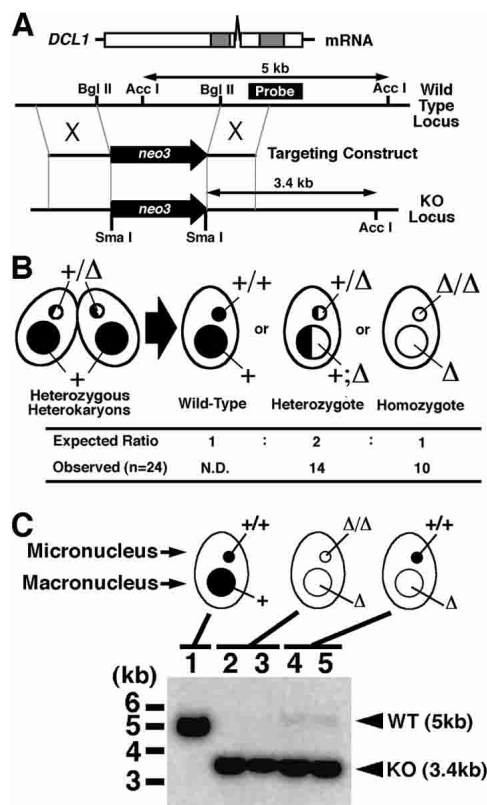 A
DCL1 mRNA
5 kb
Bgl II Acc I Bgl II Probe Acc I
Wild Type Locus
X X
neo3 Targeting Construct
3.4 kb
neo3 KO Locus
Sma I Sma I Acc I
B
+/Δ +/+ +/Δ Δ/Δ
or or
+ + +;Δ Δ
Heterozygous Heterokaryons Wild-Type Heterozygote Homozygote
Expected Ratio 1 : 2 : 1
Observed (n=24) N.D. 14 10
C
+/+ Δ/Δ +/+
Micronucleus
Macronucleus
+ Δ Δ
1 2 3 4 5
(kb)
6
5 WT (5kb)
4
3 KO (3.4kb)